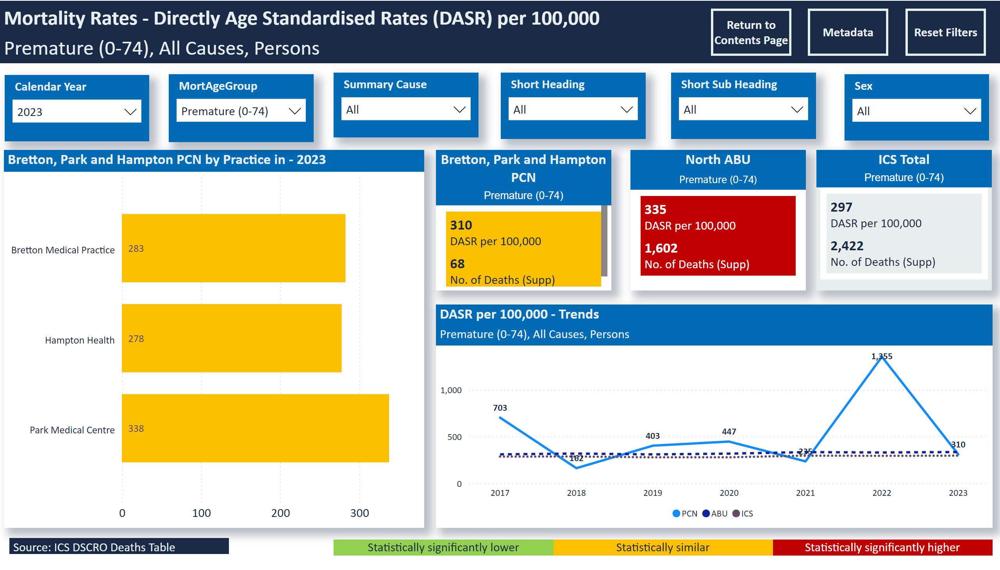 Mortality Rates - Directly Age Standardised Rates (DASR) per 100,000
Premature (0-74), All Causes, Persons
Return to
Contents Page
Metadata
Reset Filters
Calendar Year
2023
MortAgeGroup
Premature (0-74)
Summary Cause
All
Short Heading
All
Short Sub Heading
All
Sex
All
Bretton, Park and Hampton PCN by Practice in - 2023
Bretton Medical Practice
283
Hampton Health
278
Park Medical Centre
338
0
100
200
300
Bretton, Park and Hampton
PCN
Premature (0-74)
310
DASR per 100,000
68
No. of Deaths (Supp)
North ABU
Premature (0-74)
335
DASR per 100,000
1,602
No. of Deaths (Supp)
ICS Total
Premature (0-74)
297
DASR per 100,000
2,422
No. of Deaths (Supp)
DASR per 100,000 - Trends
Premature (0-74), All Causes, Persons
1,000
500
0
703
162
403
447
235
1,355
310
2017
2018
2019
2020
2021
2022
2023
PCN
ABU
ICS
Source: ICS DSCRO Deaths Table
Statistically significantly lower
Statistically similar
Statistically significantly higher